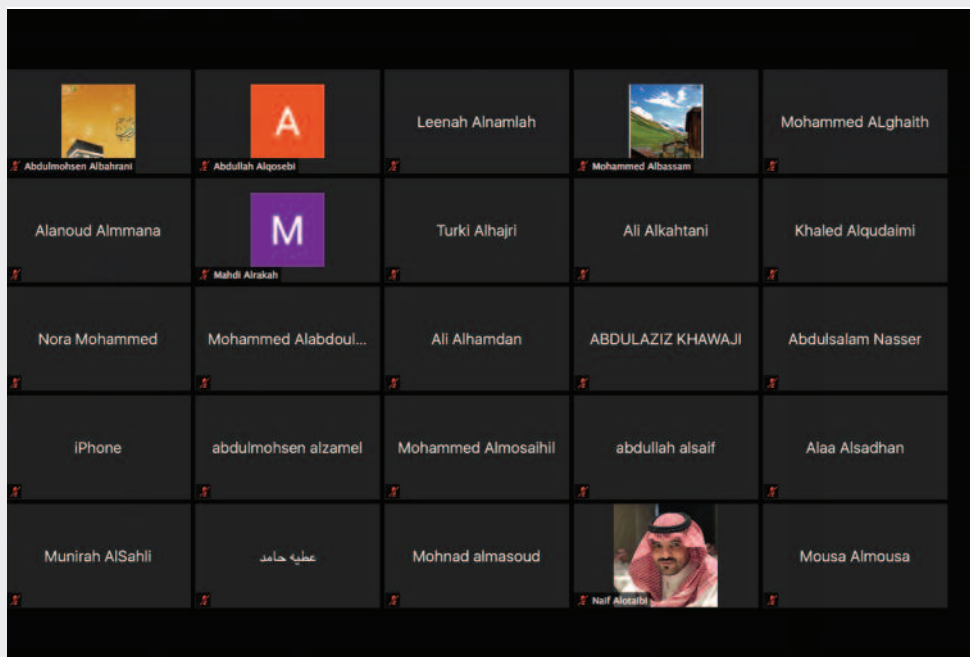 Abdulmohsen Albahrani
A
Abdullah Alqosebi
Leenah Alnamlah
Mohammed Albassam
Mohammed ALghaith
Alanoud Almmana
M
Mahdi Alrakah
Turki Alhajri
Ali Alkahtani
Khaled Alqudaimi
Nora Mohammed
Mohammed Alabdoul...
Ali Alhamdan
ABDULAZIZ KHAWAJI
Abdulsalam Nasser
iPhone
abdulmohsen alzamel
Mohammed Almosaihil
abdullah alsaif
Alaa Alsadhan
Munirah AlSahli
عطيه حامد
Mohnad almasoud
Naif Alotaibi
Mousa Almousa